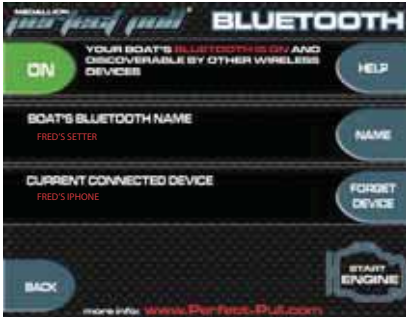 MEDALLION
perfect pull
BLUETOOTH
ON
YOUR BOAT'S BLUETOOTH IS ON AND
DISCOVERABLE BY OTHER WIRELESS
DEVICES
HELP
BOAT'S BLUETOOTH NAME
FRED'S SETTER
NAME
CURRENT CONNECTED DEVICE
FRED'S IPHONE
FORGET
DEVICE
START
ENGINE
BACK
more info: www.Perfect-Pull.com